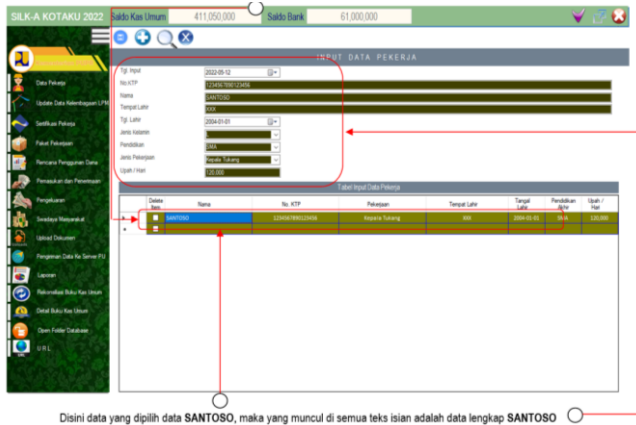 SILK-A KOTAKU 2022 Saldo Kas Umum 411,050,000 Saldo Bank 61,000,000
INPUT DATA PEKERJA
Tgl. Input 2022-05-12
No.KTP 1234567890123456
Nama SANTOSO
Tempat Lahir XXX
Tgl. Lahir 2004-01-01
Jenis Kelamin
Pendidikan SMA
Jenis Pekerjaan Kepala Tukang
Upah / Hari 120,000
Data Pekerja
Update Data Kelembagaan LPM
Sertifikasi Pekerja
Paket Pekerjaan
Rencana Penggunan Dana
Pemasukan dan Penerimaan
Pengeluaran
Swadaya Masyarakat
Upload Dokumen
Pengiriman Data Ke Server PU
Laporan
Rekonsiliasi Buku Kas Umum
Detail Buku Kas Umum
Open Folder Database
URL
Tabel Input Data Pekerja
Delete Item Nama No. KTP Pekerjaan Tempat Lahir Tanggal Lahir Pendidikan Akhir Upah / Hari
SANTOSO 1234567890123456 Kepala Tukang XXX 2004-01-01 SMA 120,000
Disini data yang dipilih data SANTOSO, maka yang muncul di semua teks isian adalah data lengkap SANTOSO